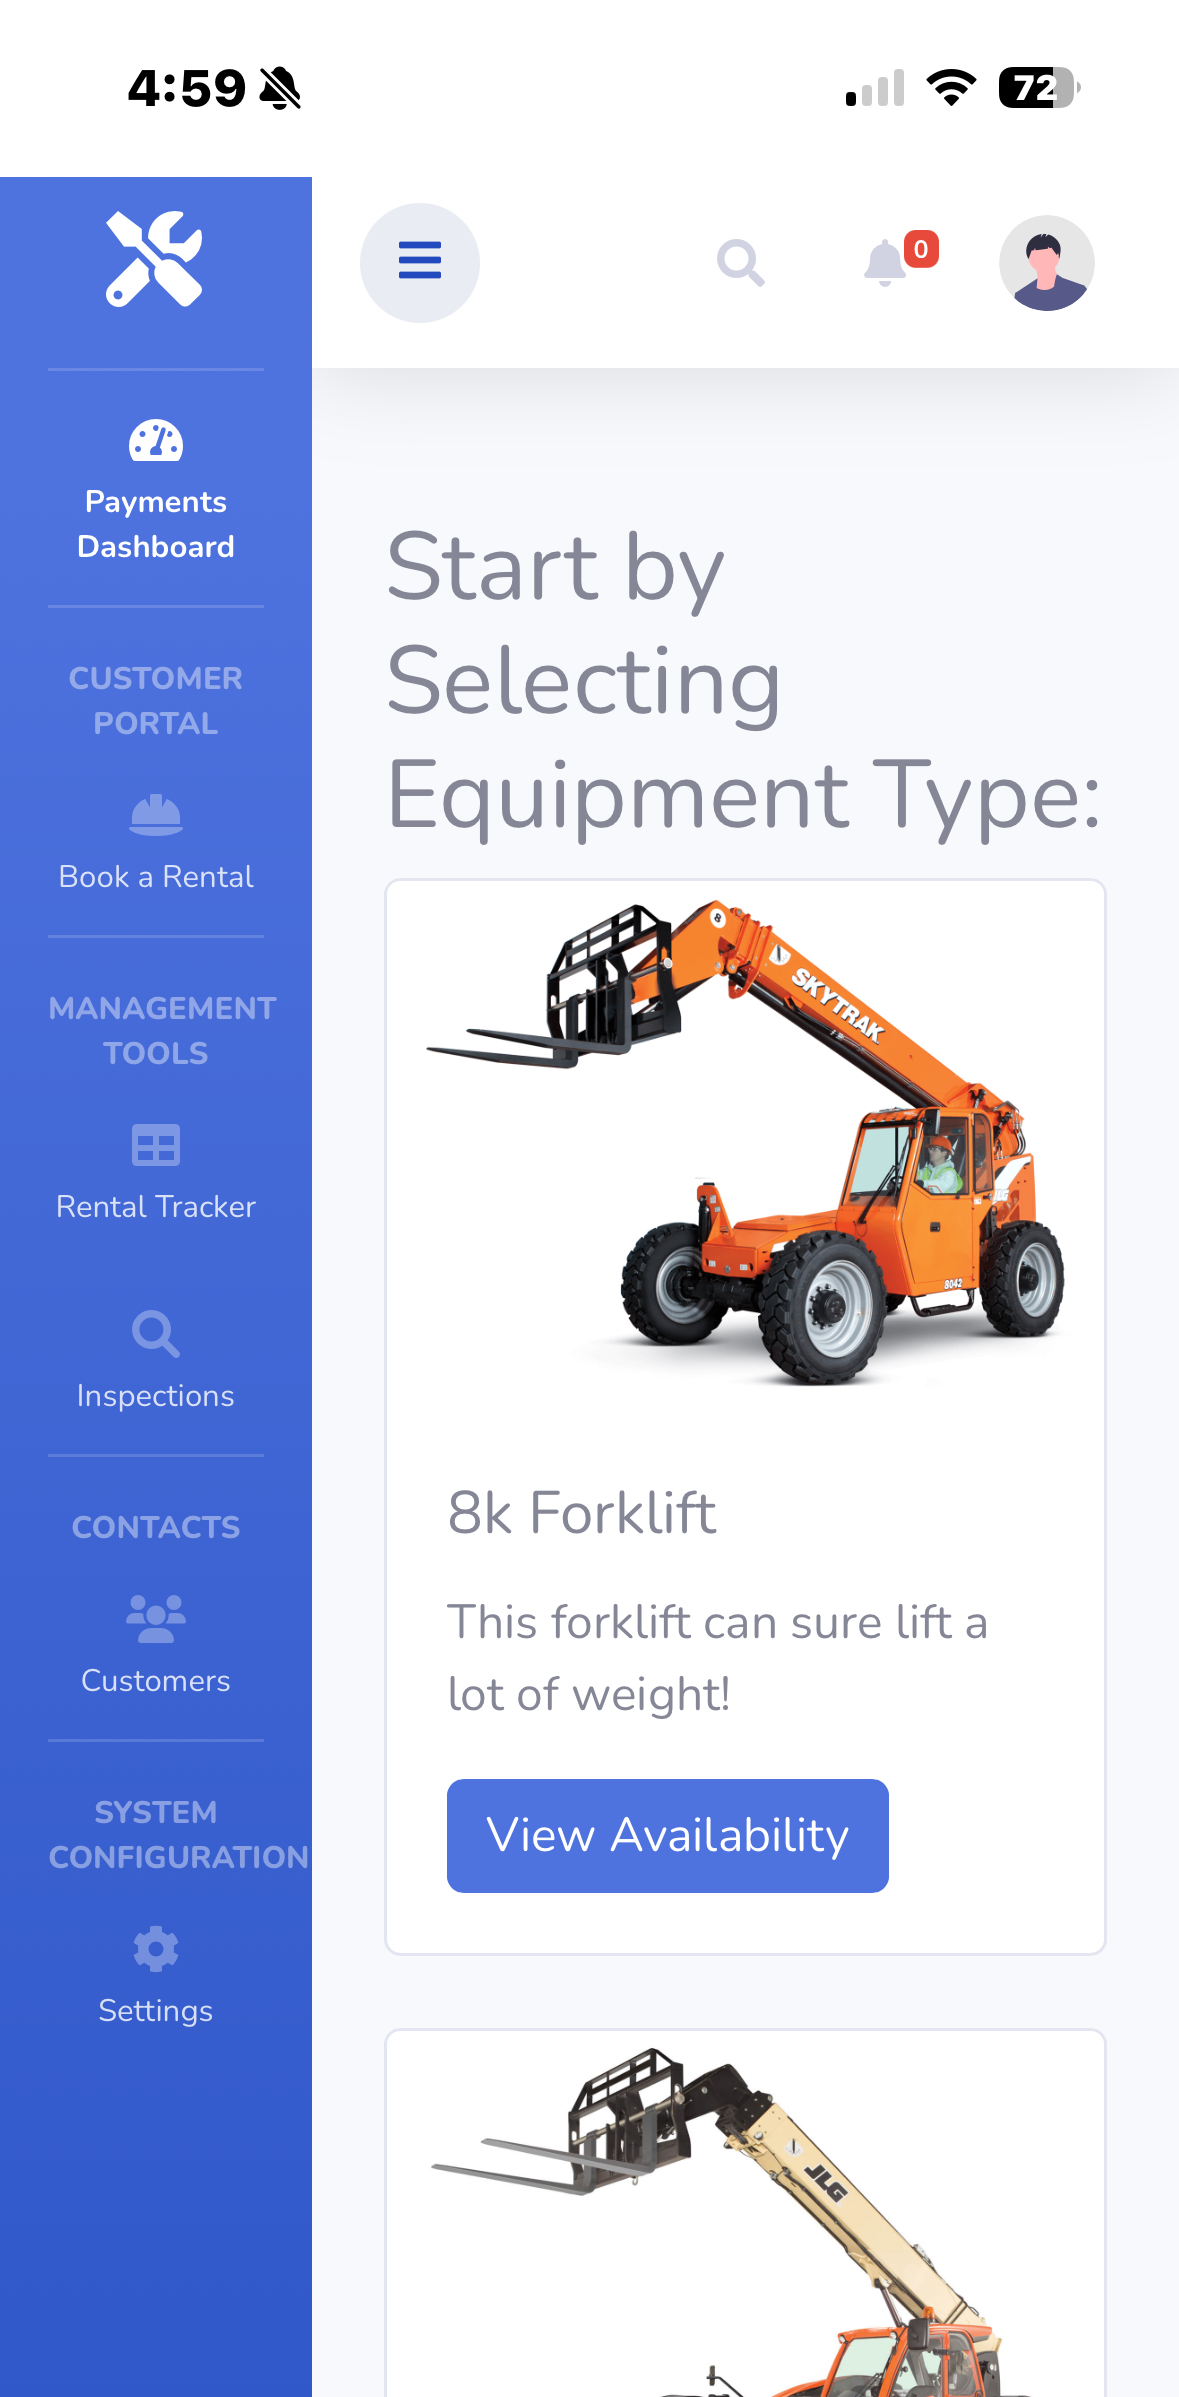 4:59
72
0
Payments
Dashboard
CUSTOMER
PORTAL
Book a Rental
MANAGEMENT
TOOLS
Rental Tracker
Inspections
CONTACTS
Customers
SYSTEM
CONFIGURATION
Settings
Start by
Selecting
Equipment Type:
8
SKYTRAK
JLG
8042
8k Forklift
This forklift can sure lift a
lot of weight!
View Availability
JLG